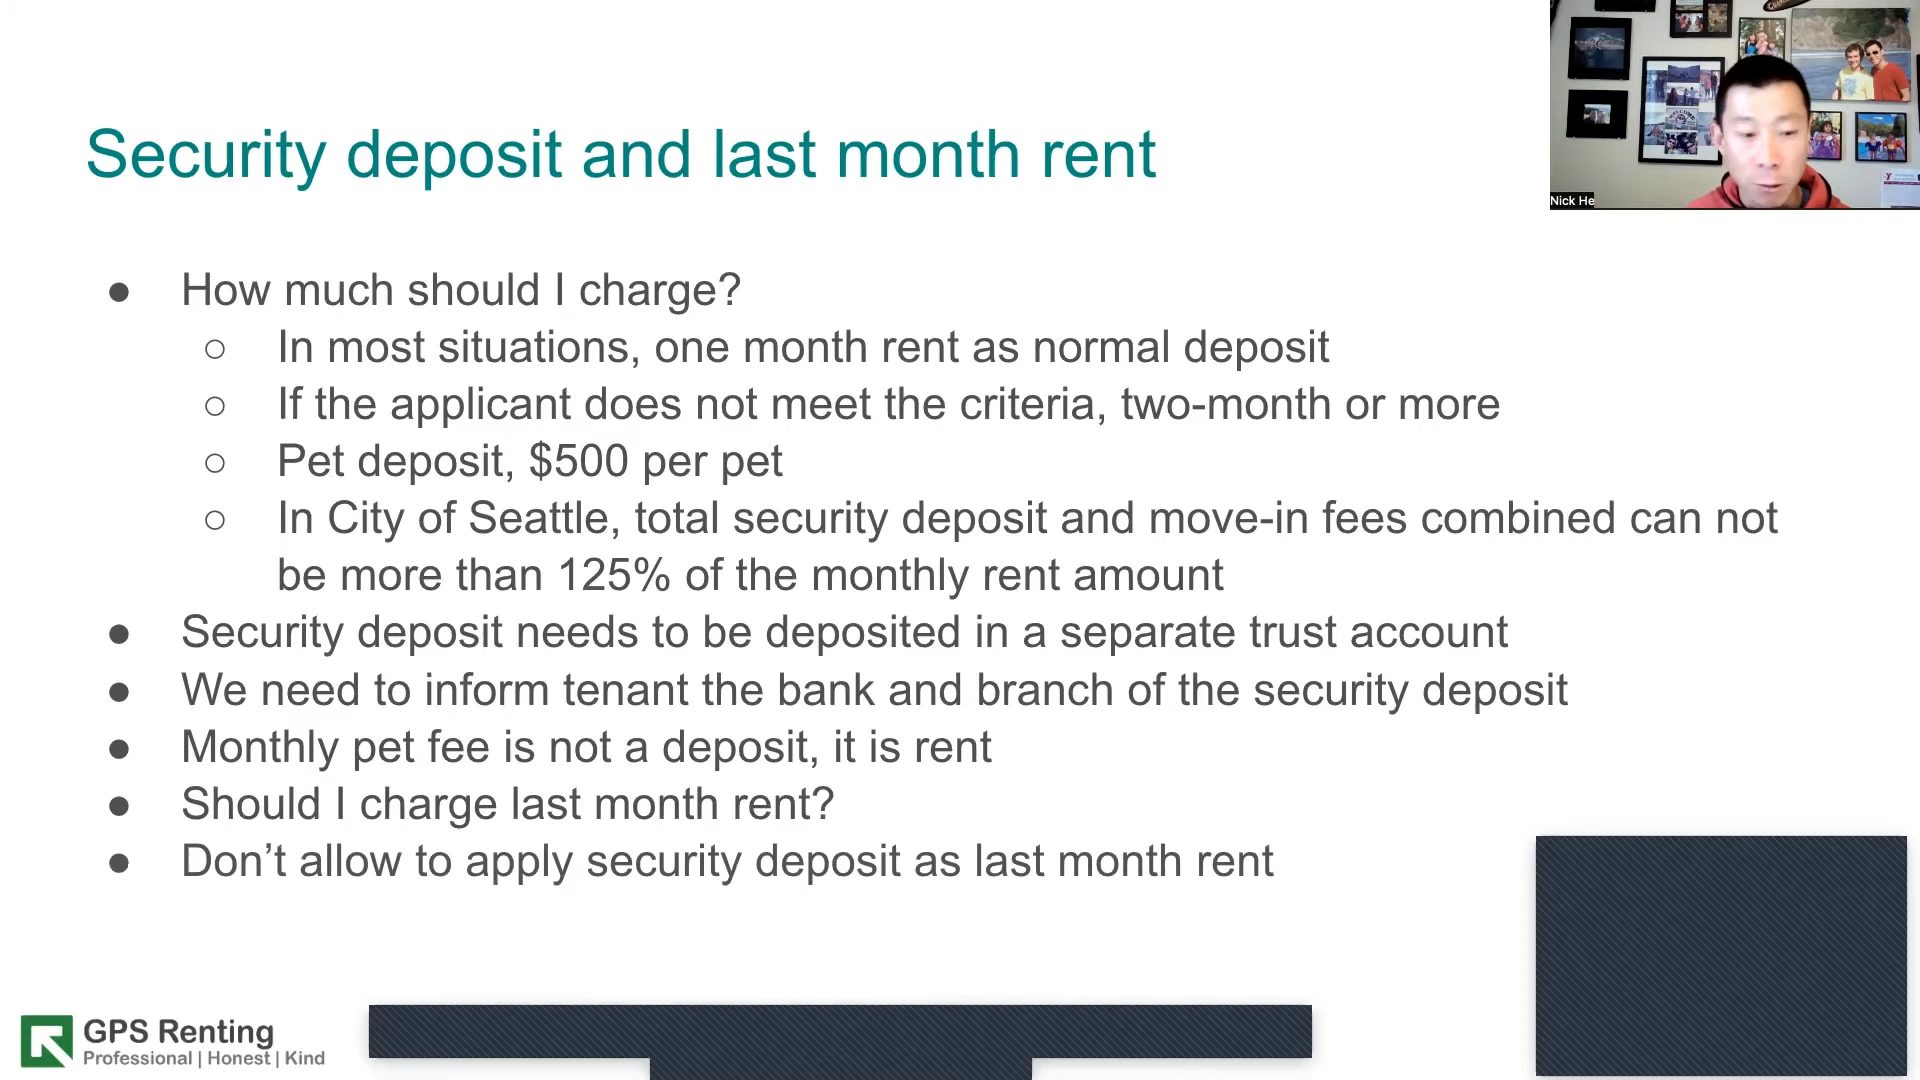 Security deposit and last month rent
Nick He
● How much should I charge?
○ In most situations, one month rent as normal deposit
○ If the applicant does not meet the criteria, two-month or more
○ Pet deposit, $500 per pet
○ In City of Seattle, total security deposit and move-in fees combined can not
be more than 125% of the monthly rent amount
● Security deposit needs to be deposited in a separate trust account
● We need to inform tenant the bank and branch of the security deposit
● Monthly pet fee is not a deposit, it is rent
● Should I charge last month rent?
● Don’t allow to apply security deposit as last month rent
GPS Renting
Professional | Honest | Kind